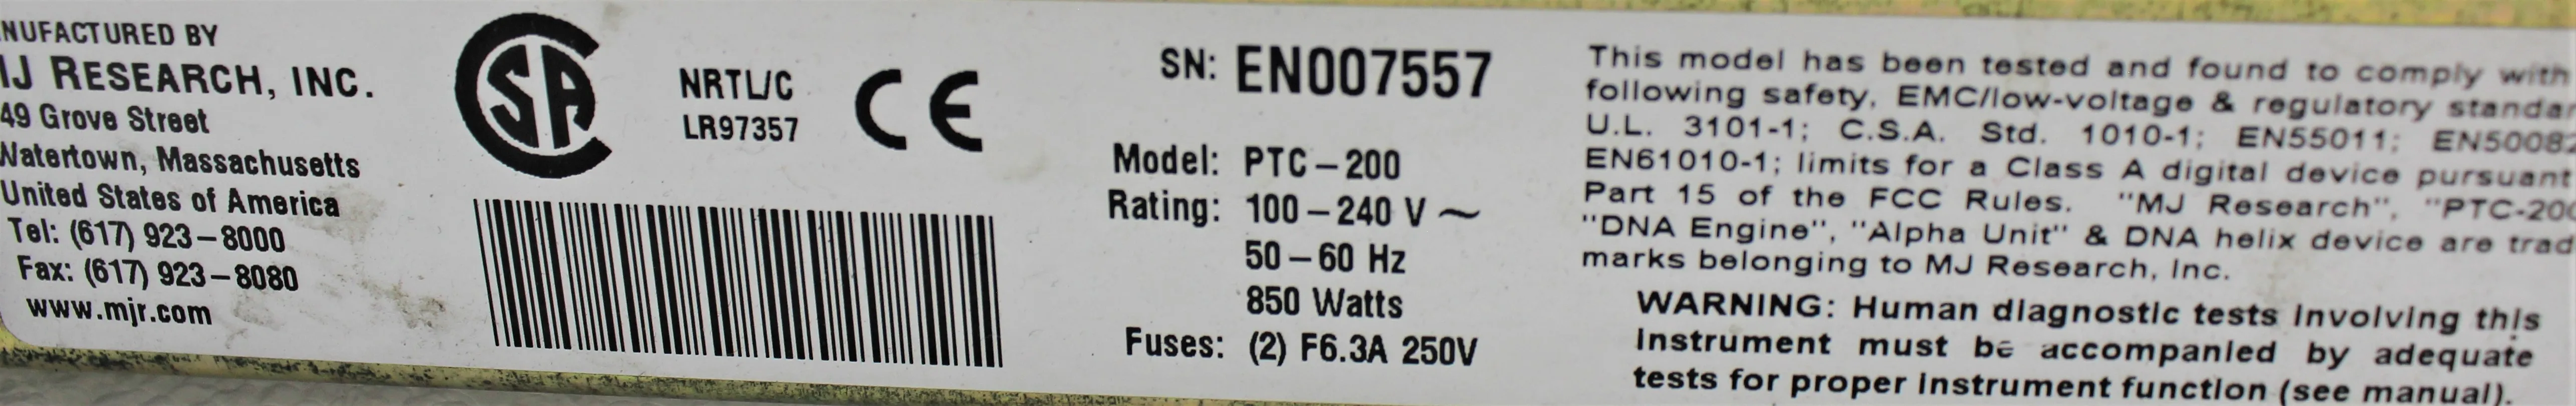 NUFACTURED BY
IJ RESEARCH, INC.
49 Grove Street
Watertown, Massachusetts
United States of America
Tel: (617) 923-8000
Fax: (617) 923-8080
www.mjr.com
CSA
NRTL/C
LR97357
CE
SN: EN007557
Model: PTC-200
Rating: 100-240 V ~
50-60 Hz
850 Watts
Fuses: (2) F6.3A 250V
This model has been tested and found to comply with
following safety, EMC/low-voltage & regulatory standa
U.L. 3101-1; C.S.A. Std. 1010-1; EN55011; EN5008
EN61010-1; limits for a Class A digital device pursuant
Part 15 of the FCC Rules. "MJ Research", "PTC-20
"DNA Engine", "Alpha Unit" & DNA helix device are trad
marks belonging to MJ Research, Inc.
WARNING: Human diagnostic tests involving this
instrument must be accompanied by adequate
tests for proper instrument function (see manual).